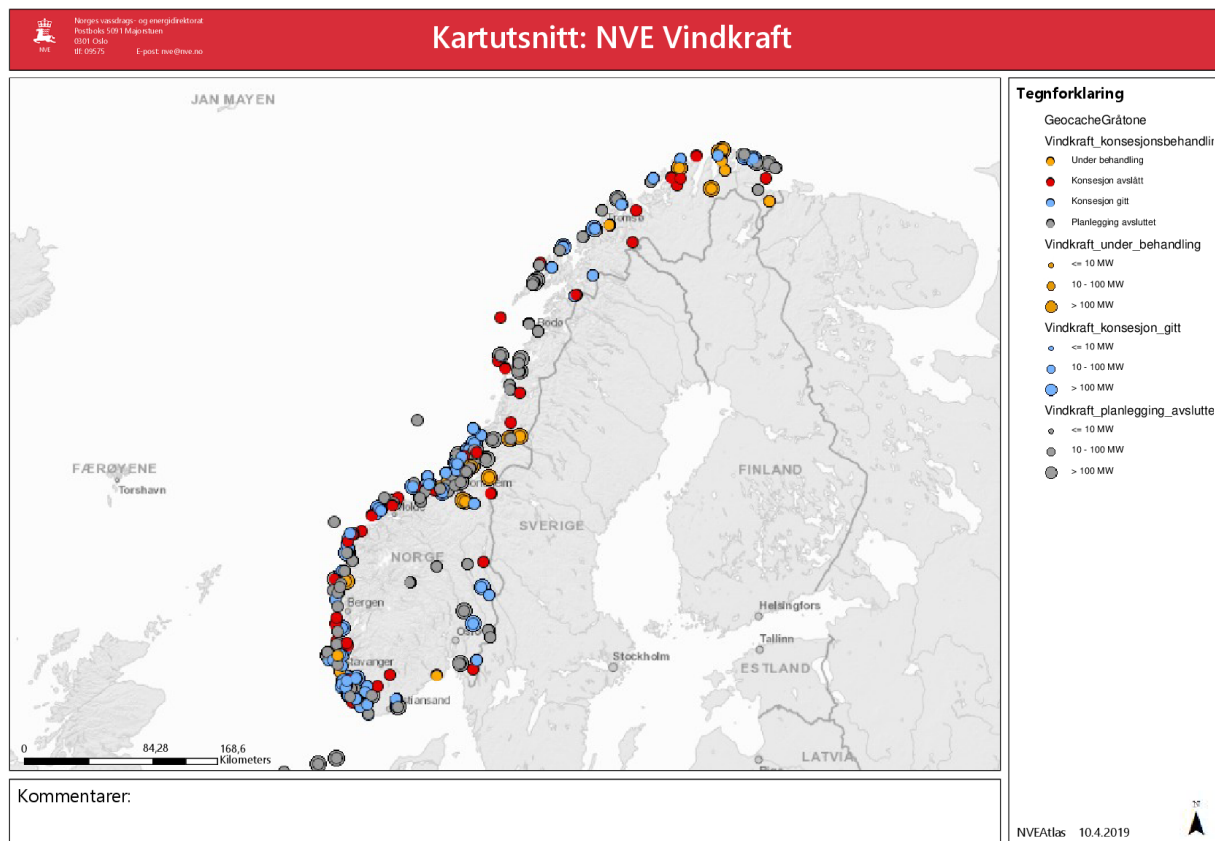 Norges vassdrags- og energidirektorat
Postboks 5091 Majorstuen
0301 Oslo
tlf: 09575 E-post: nve@nve.no
NVE
Kartutsnitt: NVE Vindkraft
JAN MAYEN
Tromsø
Bodø
FÆRØYENE
Torshavn
FINLAND
SVERIGE
Molde
NORGE
Bergen
Helsingfors
Tallinn
Stockholm
ESTLAND
Stavanger
LATVIA
0 84,28 168,6
Kilometers
Tegnforklaring
GeocacheGråtone
Vindkraft_konsesjonsbehandlin
Under behandling
Konsesjon avslått
Konsesjon gitt
Planlegging avsluttet
Vindkraft_under_behandling
<= 10 MW
10 - 100 MW
> 100 MW
Vindkraft_konsesjon_gitt
<= 10 MW
10 - 100 MW
> 100 MW
Vindkraft_planlegging_avslutte
<= 10 MW
10 - 100 MW
> 100 MW
Kommentarer:
N
NVEAtlas 10.4.2019